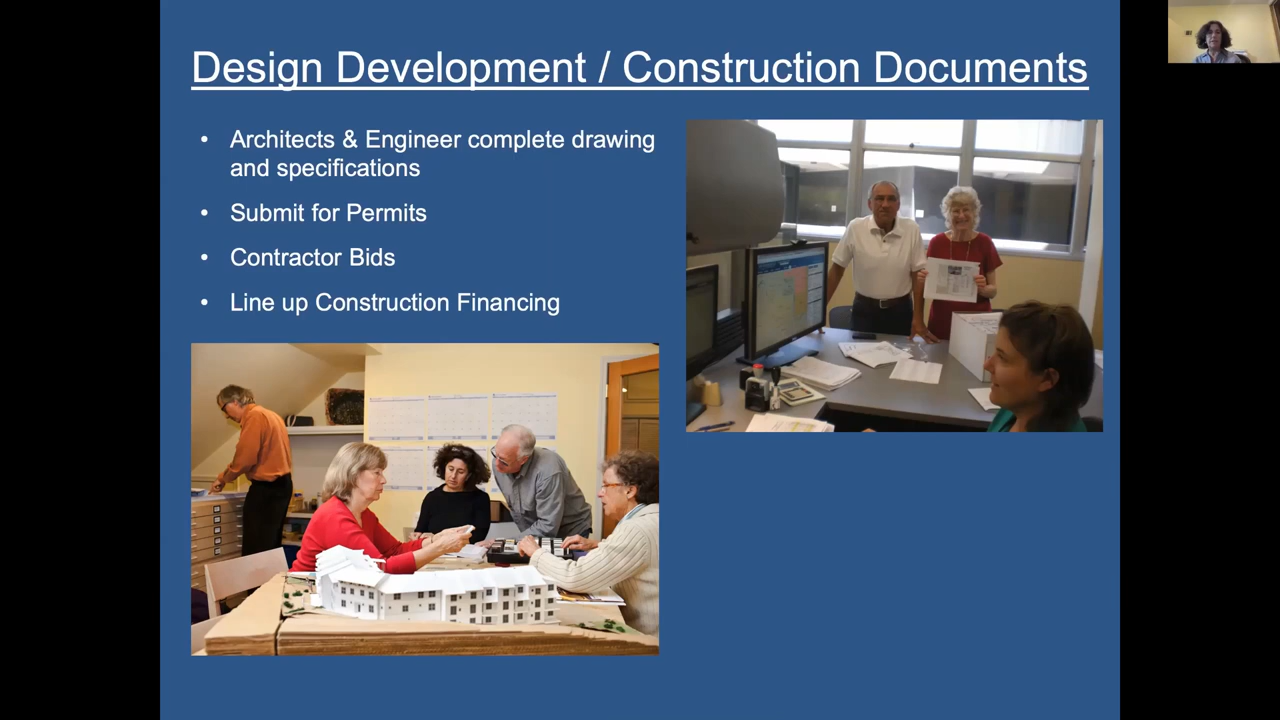 Design Development / Construction Documents
• Architects & Engineer complete drawing
and specifications
• Submit for Permits
• Contractor Bids
• Line up Construction Financing